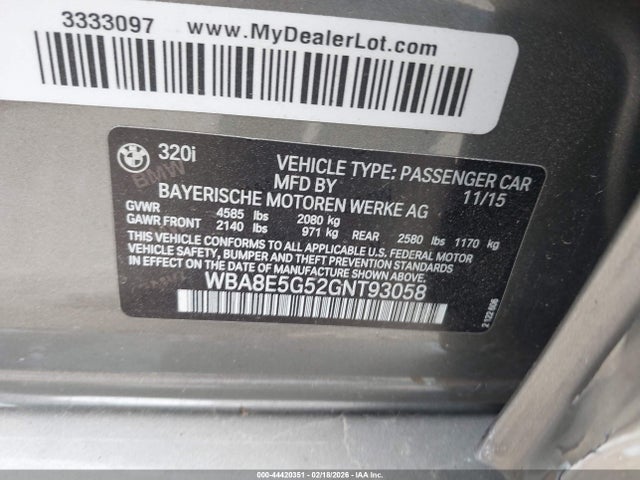 3333097 www.MyDealerLot.com
BMW 320i VEHICLE TYPE: PASSENGER CAR
MFD BY 11/15
BAYERISCHE MOTOREN WERKE AG
GVWR 4585 lbs 2080 kg
GAWR FRONT 2140 lbs 971 kg REAR 2580 lbs 1170 kg
THIS VEHICLE CONFORMS TO ALL APPLICABLE U.S. FEDERAL MOTOR
VEHICLE SAFETY, BUMPER AND THEFT PREVENTION STANDARDS
IN EFFECT ON THE DATE OF MANUFACTURE SHOWN ABOVE.
WBA8E5G52GNT93058
000-44420351 - 02/18/2026 - IAA Inc.